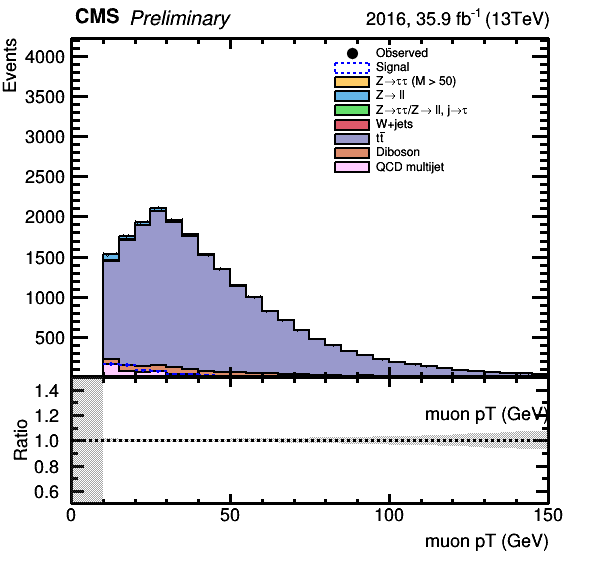 CMS Preliminary 2016, 35.9 fb⁻¹ (13TeV)
Events
4000
3500
3000
2500
2000
1500
1000
500
Observed
Signal
Z→ττ (M > 50)
Z→ ll
Z→ττ/Z→ ll, j→τ
W+jets
tt̄
Diboson
QCD multijet
Ratio
1.4
1.2
1.0
0.8
0.6
muon pT (GeV)
0 50 100 150
muon pT (GeV)